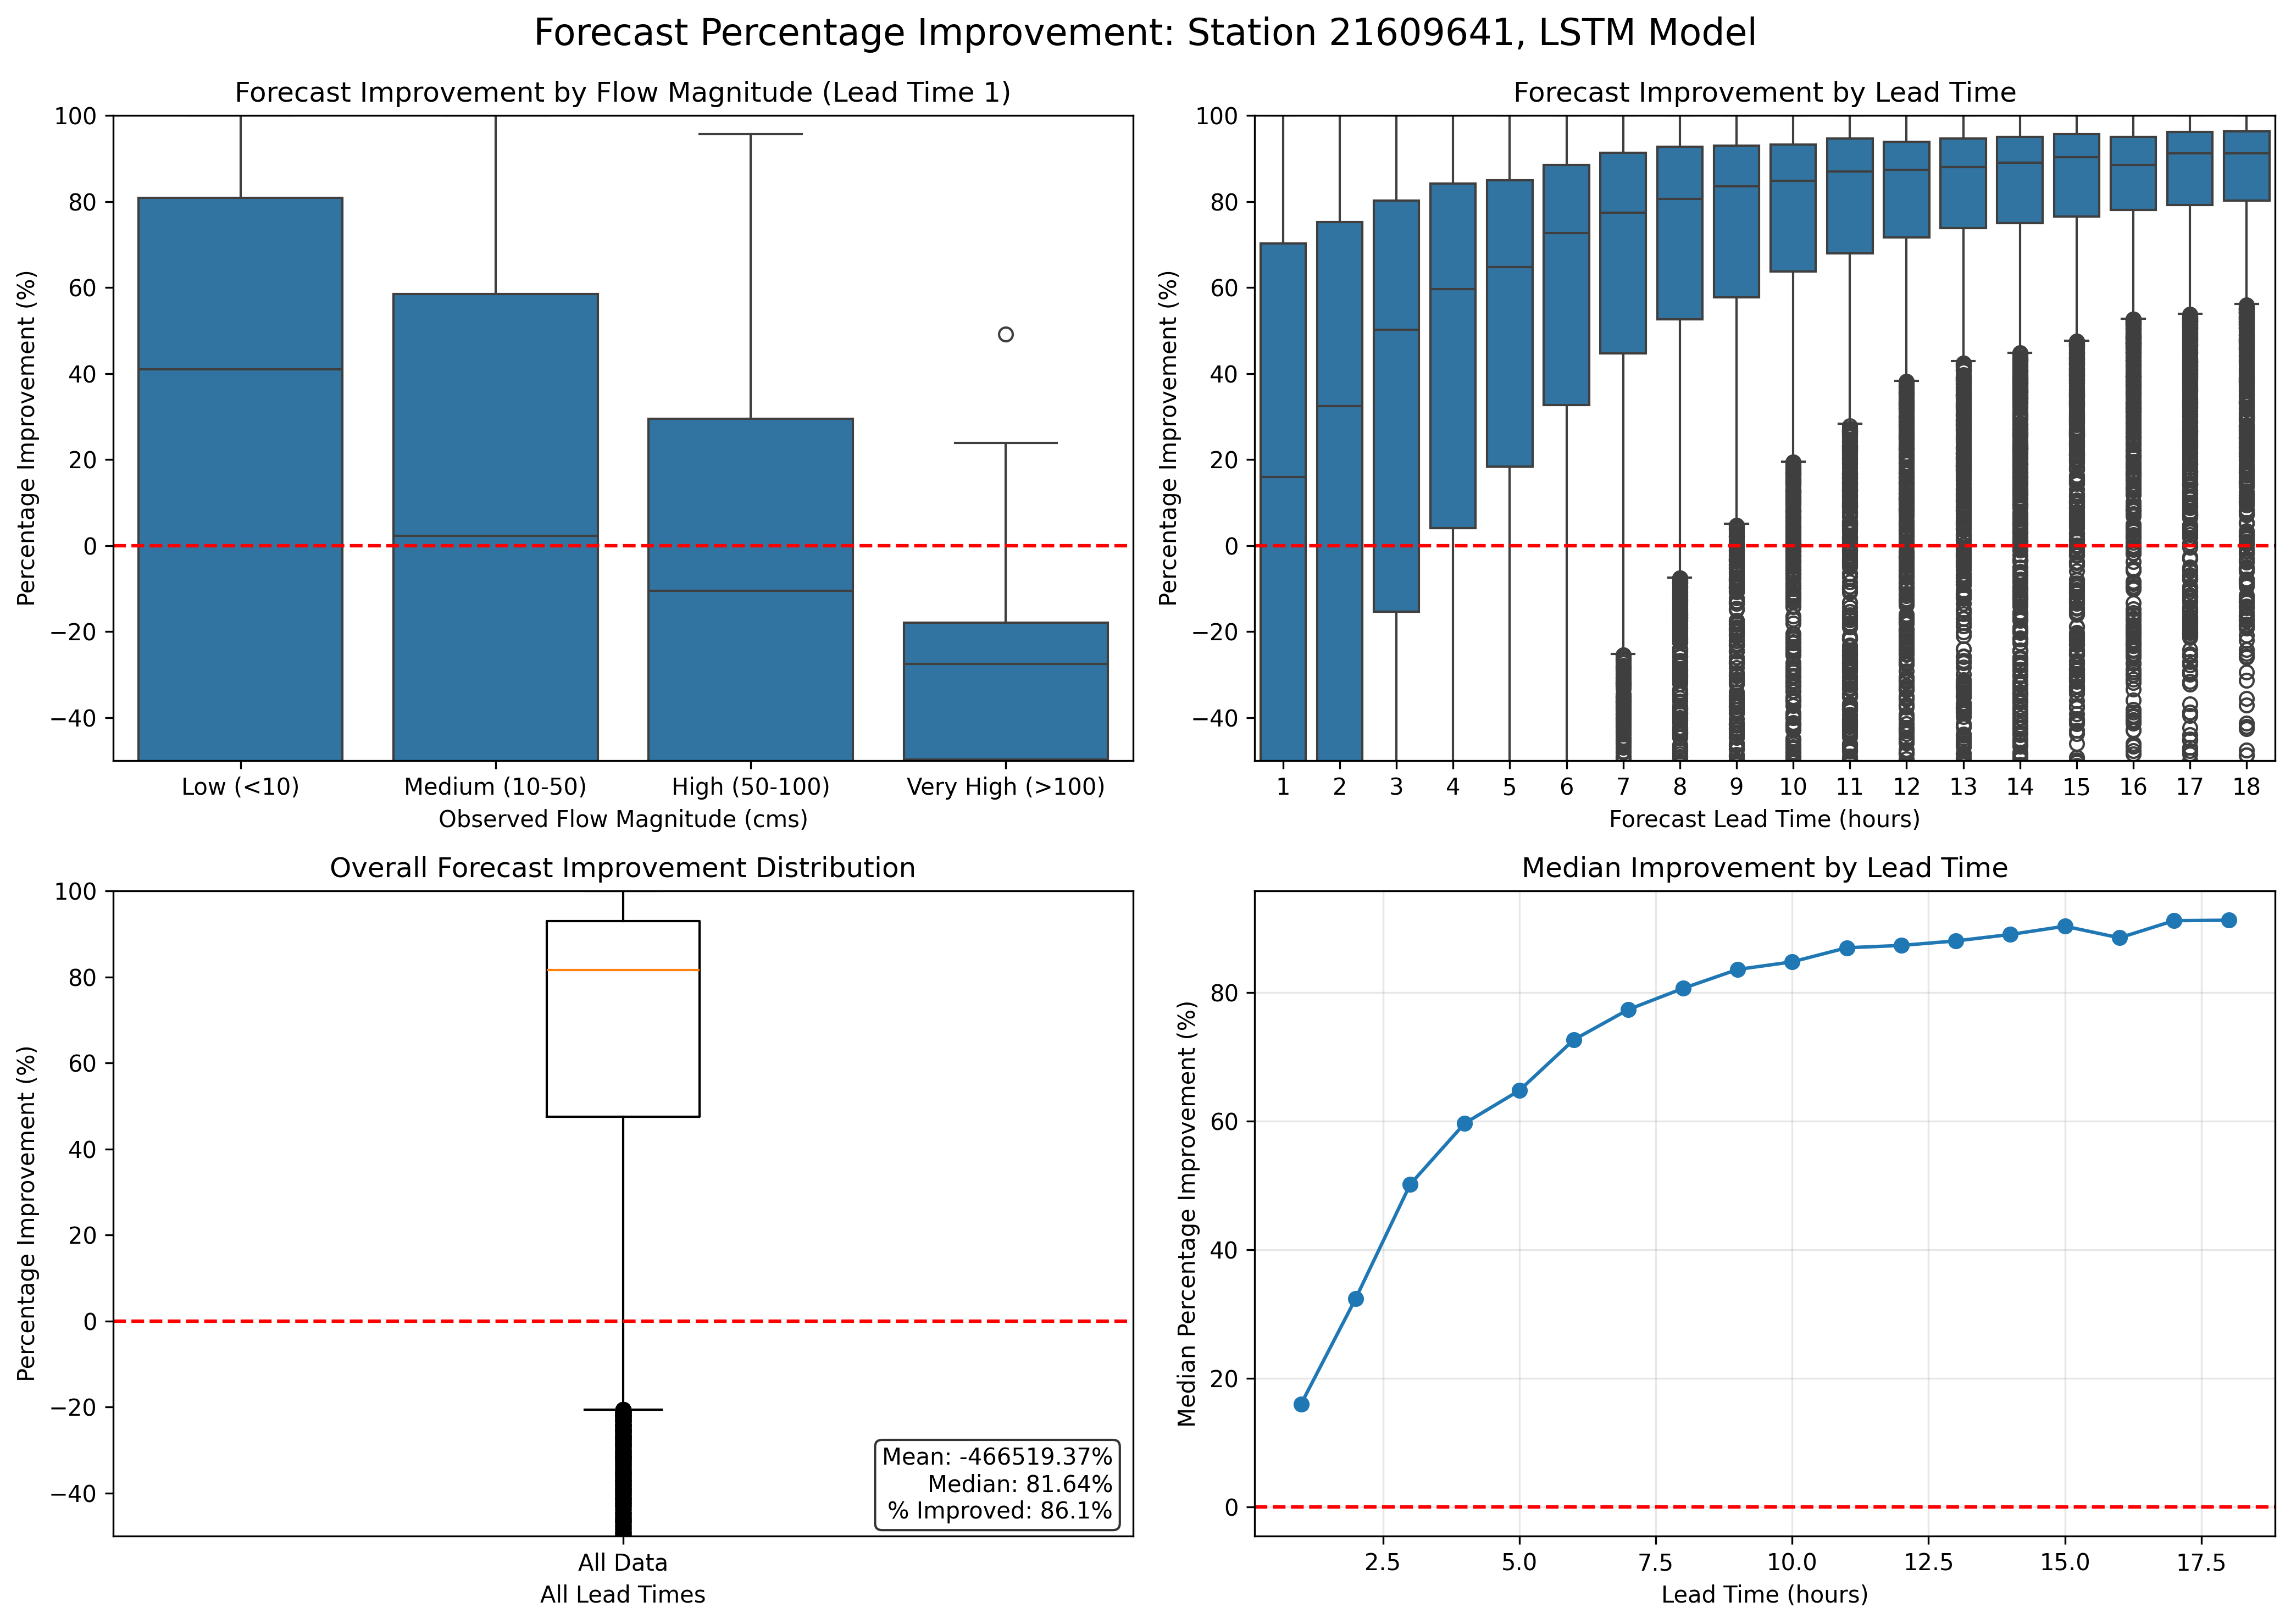 Forecast Percentage Improvement: Station 21609641, LSTM Model
Forecast Improvement by Flow Magnitude (Lead Time 1)
Percentage Improvement (%)
100
80
60
40
20
0
−20
−40
Low (<10)
Medium (10-50)
High (50-100)
Very High (>100)
Observed Flow Magnitude (cms)
Forecast Improvement by Lead Time
Percentage Improvement (%)
100
80
60
40
20
0
−20
−40
1 2 3 4 5 6 7 8 9 10 11 12 13 14 15 16 17 18
Forecast Lead Time (hours)
Overall Forecast Improvement Distribution
Percentage Improvement (%)
100
80
60
40
20
0
−20
−40
Mean: -466519.37%
Median: 81.64%
% Improved: 86.1%
All Data
All Lead Times
Median Improvement by Lead Time
Median Percentage Improvement (%)
80
60
40
20
0
2.5 5.0 7.5 10.0 12.5 15.0 17.5
Lead Time (hours)